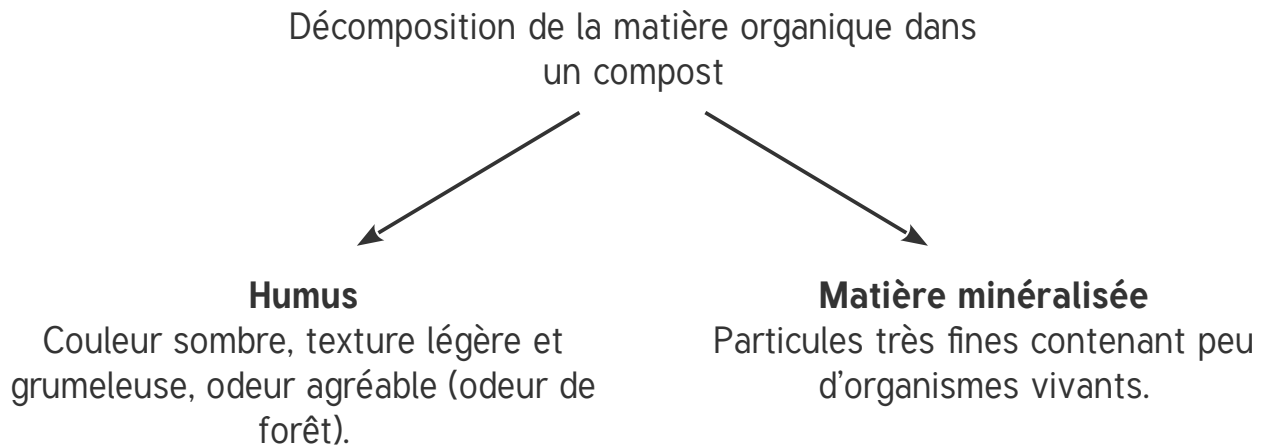 Décomposition de la matière organique dans
un compost
Humus
Couleur sombre, texture légère et
grumeleuse, odeur agréable (odeur de
forêt).
Matière minéralisée
Particules très fines contenant peu
d'organismes vivants.